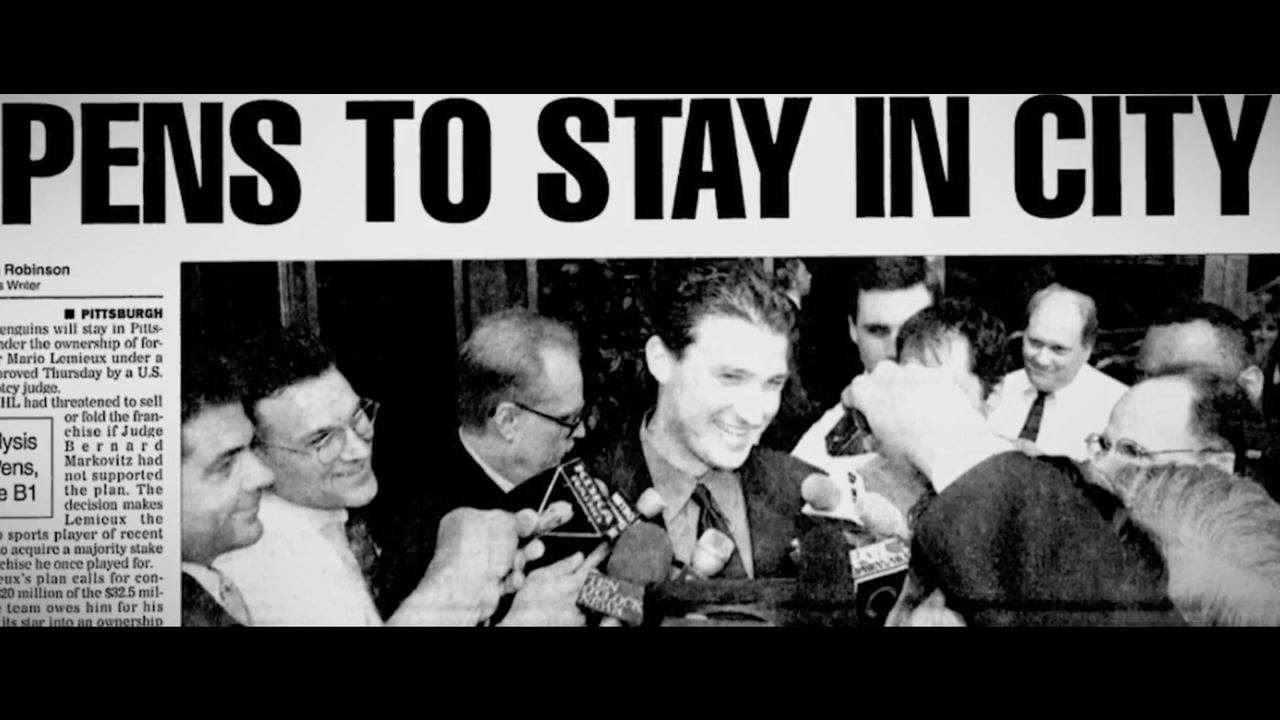 PENS TO STAY IN CITY
Robinson
s Writer
■ PITTSBURGH
enguins will stay in Pitts-
nder the ownership of for-
r Mario Lemieux under a
proved Thursday by a U.S.
tcy judge.
HL had threatened to sell
or fold the fran-
chise if Judge
Bernard
Markovitz had
not supported
the plan. The
decision makes
Lemieux the
o sports player of recent
o acquire a majority stake
chise he once played for.
eux's plan calls for con-
20 million of the $32.5 mil-
e team owes him for his
its star into an ownership
lysis
Pens,
e B1